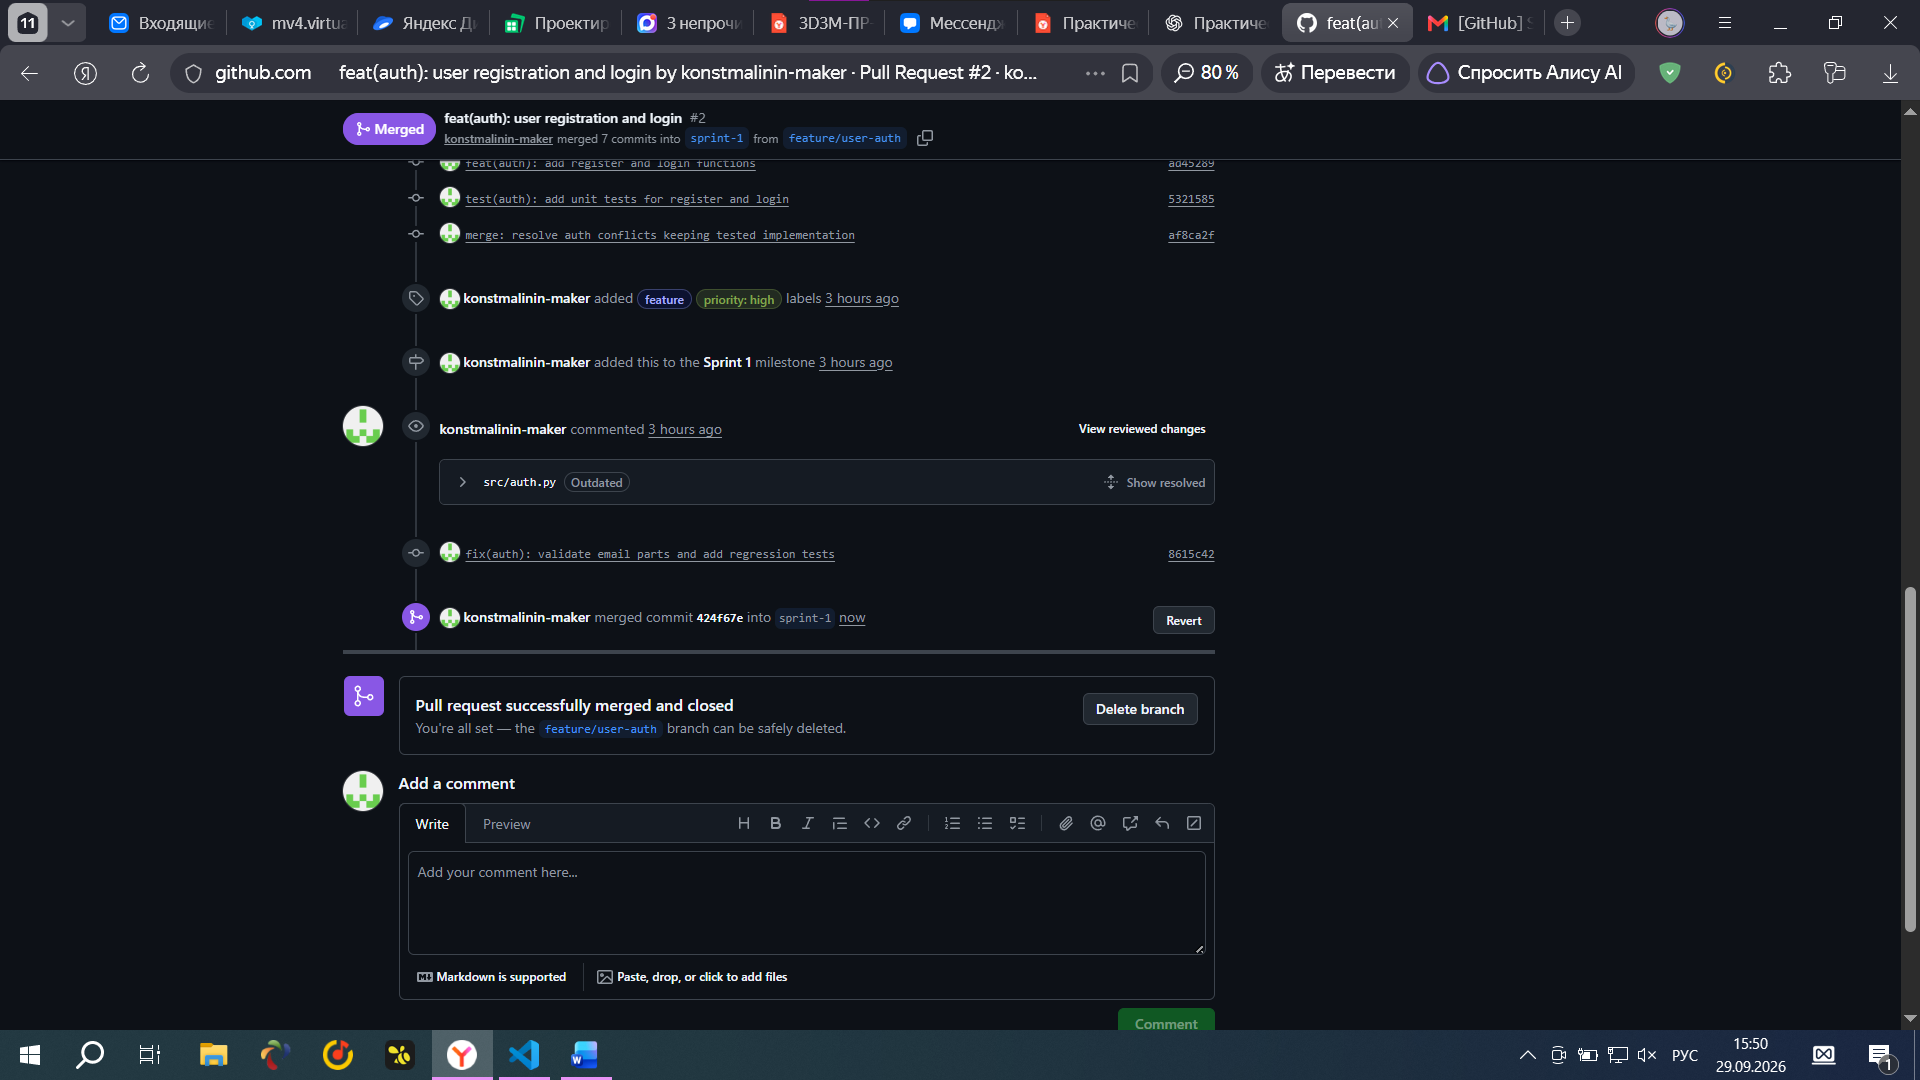 11
Входящие
mv4.virtua
Яндекс Ди
Проектир
3 непрочи
3D3M-ПР-
Мессендж
Практиче
Практичес
feat(aut
[GitHub] S
github.com
feat(auth): user registration and login by konstmalinin-maker · Pull Request #2 · ko...
80 %
Перевести
Спросить Алису AI
Merged
feat(auth): user registration and login #2
konstmalinin-maker merged 7 commits into sprint-1 from feature/user-auth
feat(auth): add register and login functions
ad45289
test(auth): add unit tests for register and login
5321585
merge: resolve auth conflicts keeping tested implementation
af8ca2f
konstmalinin-maker added feature priority: high labels 3 hours ago
konstmalinin-maker added this to the Sprint 1 milestone 3 hours ago
konstmalinin-maker commented 3 hours ago
View reviewed changes
src/auth.py Outdated
Show resolved
fix(auth): validate email parts and add regression tests
8615c42
konstmalinin-maker merged commit 424f67e into sprint-1 now
Revert
Pull request successfully merged and closed
You're all set — the feature/user-auth branch can be safely deleted.
Delete branch
Add a comment
Write
Preview
Add your comment here...
Markdown is supported
Paste, drop, or click to add files
Comment
РУС
15:50
29.09.2026
1